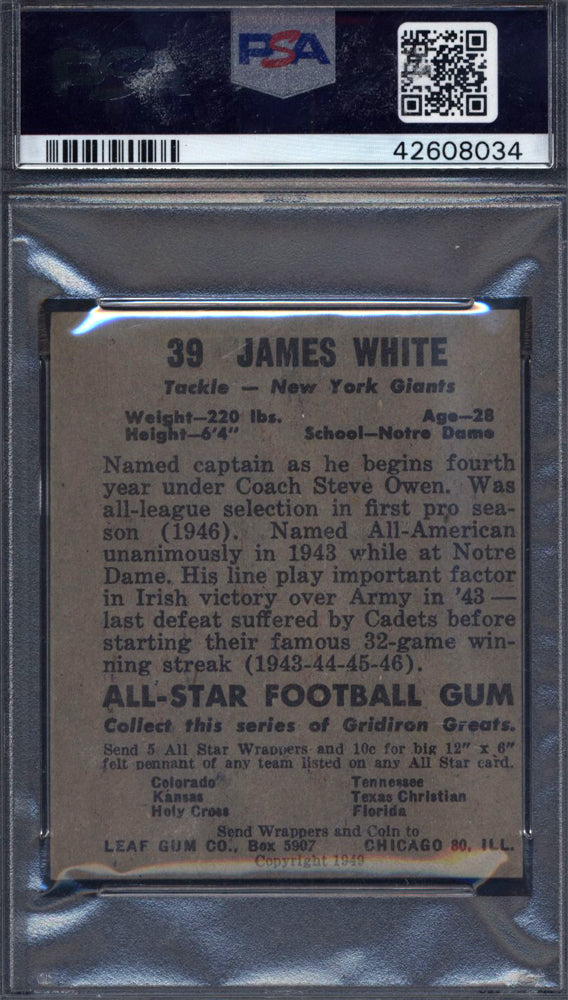 PSA
42608034
39 JAMES WHITE
Tackle — New York Giants
Weight—220 lbs. Age—28
Height—6'4" School—Notre Dame
Named captain as he begins fourth
year under Coach Steve Owen. Was
all-league selection in first pro sea-
son (1946). Named All-American
unanimously in 1943 while at Notre
Dame. His line play important factor
in Irish victory over Army in '43 —
last defeat suffered by Cadets before
starting their famous 32-game win-
ning streak (1943-44-45-46).
ALL-STAR FOOTBALL GUM
Collect this series of Gridiron Greats.
Send 5 All Star Wrappers and 10c for big 12" x 6"
felt pennant of any team listed on any All Star card.
Colorado Tennessee
Kansas Texas Christian
Holy Cross Florida
Send Wrappers and Coin to
LEAF GUM CO., Box 5907 CHICAGO 80, ILL.
Copyright 1949